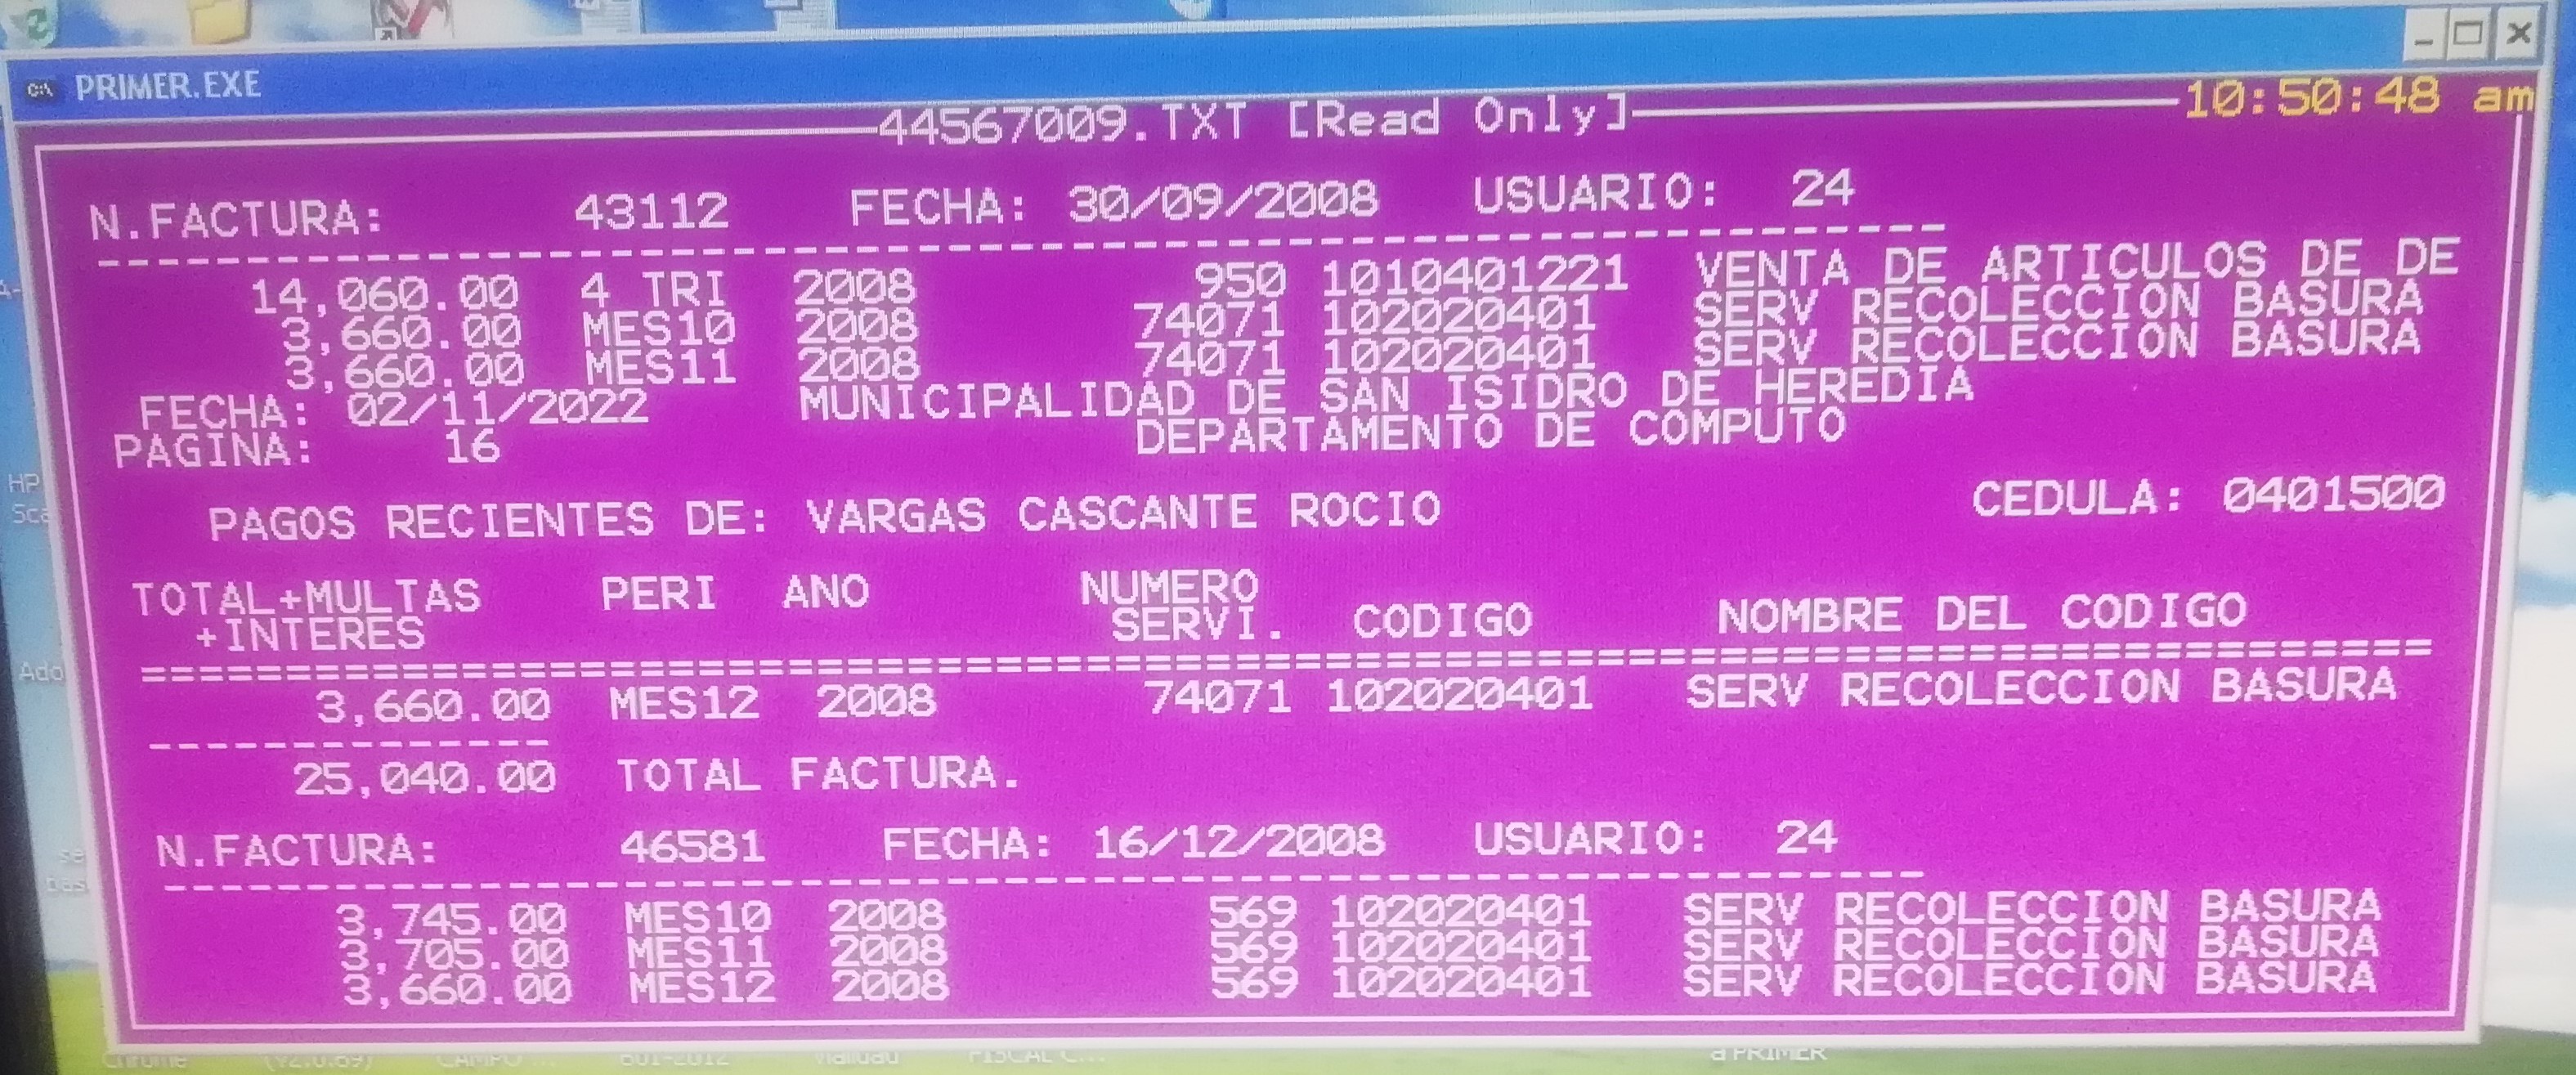 PRIMER.EXE
44567009.TXT [Read Only]
10:50:48 am
N.FACTURA: 43112 FECHA: 30/09/2008 USUARIO: 24
14,060.00 4 TRI 2008 950 1010401221 VENTA DE ARTICULOS DE DE
3,660.00 MES10 2008 74071 102020401 SERV RECOLECCION BASURA
3,660.00 MES11 2008 74071 102020401 SERV RECOLECCION BASURA
FECHA: 02/11/2022 MUNICIPALIDAD DE SAN ISIDRO DE HEREDIA
PAGINA: 16 DEPARTAMENTO DE COMPUTO
PAGOS RECIENTES DE: VARGAS CASCANTE ROCIO CEDULA: 0401500
TOTAL+MULTAS PERI ANO NUMERO
+INTERES SERVI. CODIGO NOMBRE DEL CODIGO
3,660.00 MES12 2008 74071 102020401 SERV RECOLECCION BASURA
25,040.00 TOTAL FACTURA.
N.FACTURA: 46581 FECHA: 16/12/2008 USUARIO: 24
3,745.00 MES10 2008 569 102020401 SERV RECOLECCION BASURA
3,705.00 MES11 2008 569 102020401 SERV RECOLECCION BASURA
3,660.00 MES12 2008 569 102020401 SERV RECOLECCION BASURA
HP
Sca
Ado
a PRIMER